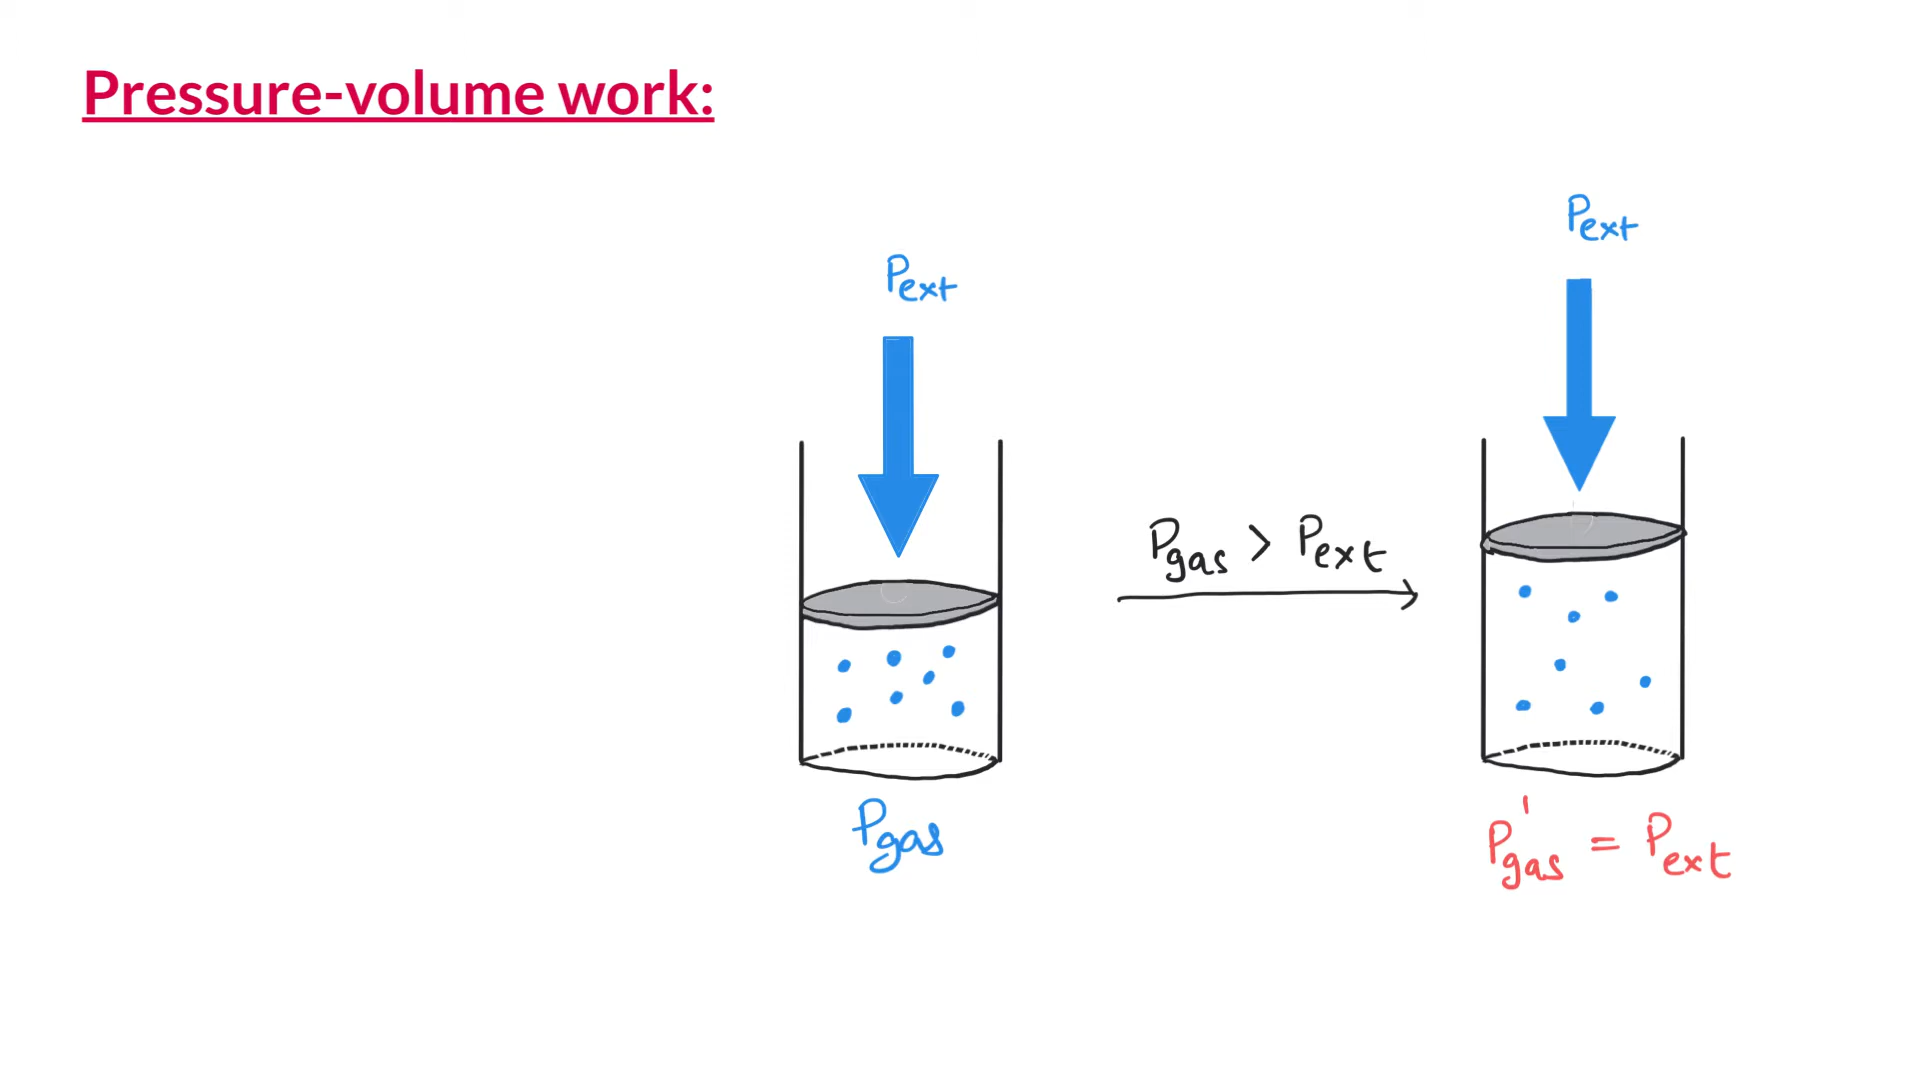 Pressure-volume work:
Pext
Pext
Pgas > Pext
Pgas
P'gas = Pext